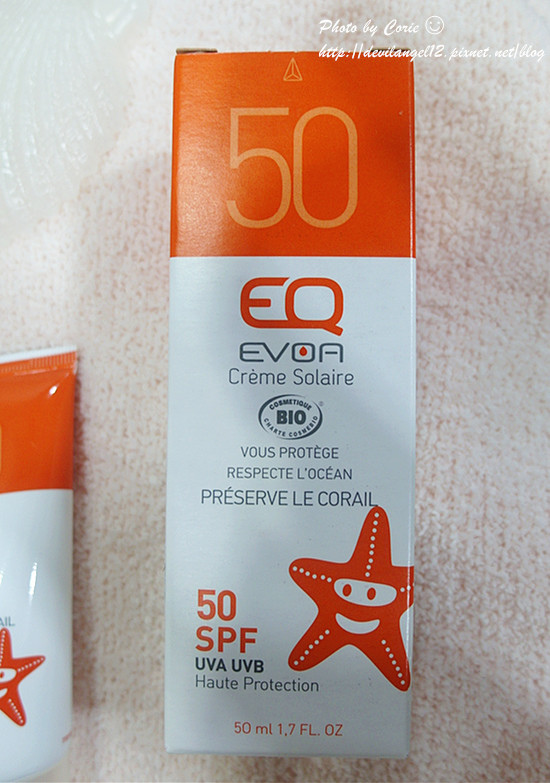 Photo by Corie
http://devilangel12.pixnet.net/blog
50
EQ
EVOA
Crème Solaire
COSMETIQUE
BIO
CHARTE COSMEBIO
VOUS PROTÈGE
RESPECTE L'OCÉAN
PRÉSERVE LE CORAIL
50
SPF
UVA UVB
Haute Protection
50 ml 1,7 FL. OZ
AIL